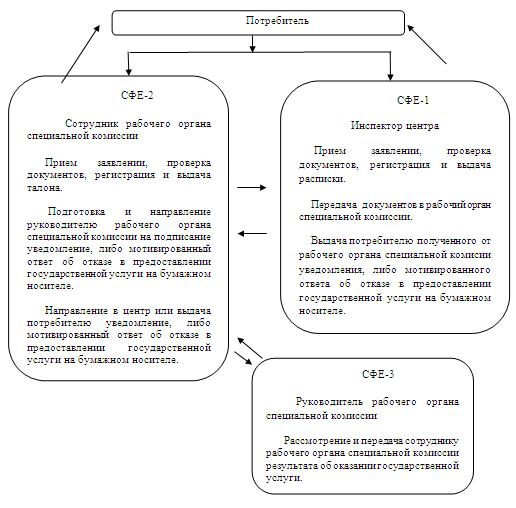 Потребитель
СФЕ-2
Сотрудник рабочего органа
специальной комиссии
Прием заявлении, проверка
документов, регистрация и выдача
талона.
Подготовка и направление
руководителю рабочего органа
специальной комиссии на подписание
уведомление, либо мотивированный
ответ об отказе в предоставлении
государственной услуги на бумажном
носителе.
Направление в центр или выдача
потребителю уведомление, либо
мотивированный ответ об отказе в
предоставлении государственной
услуги на бумажном носителе.
СФЕ-1
Инспектор центра
Прием заявлении, проверка
документов, регистрация и выдача
расписки.
Передача документов в рабочий орган
специальной комиссии.
Выдача потребителю полученного от
рабочего органа специальной комисии
уведомления, либо мотивированного
ответа об отказе в предоставлении
государственной услуги на бумажном
носителе.
СФЕ-3
Руководитель рабочего органа
специальной комиссии
Рассмотрение и передача сотруднику
рабочего органа специальной комиссии
результата об оказании государственной
услуги.